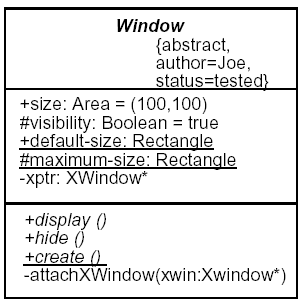 Window
{abstract,
author=Joe,
status=tested}
+size: Area = (100,100)
#visibility: Boolean = true
+default-size: Rectangle
#maximum-size: Rectangle
-xptr: XWindow*
+display ()
+hide ()
+create ()
-attachXWindow(xwin:Xwindow*)